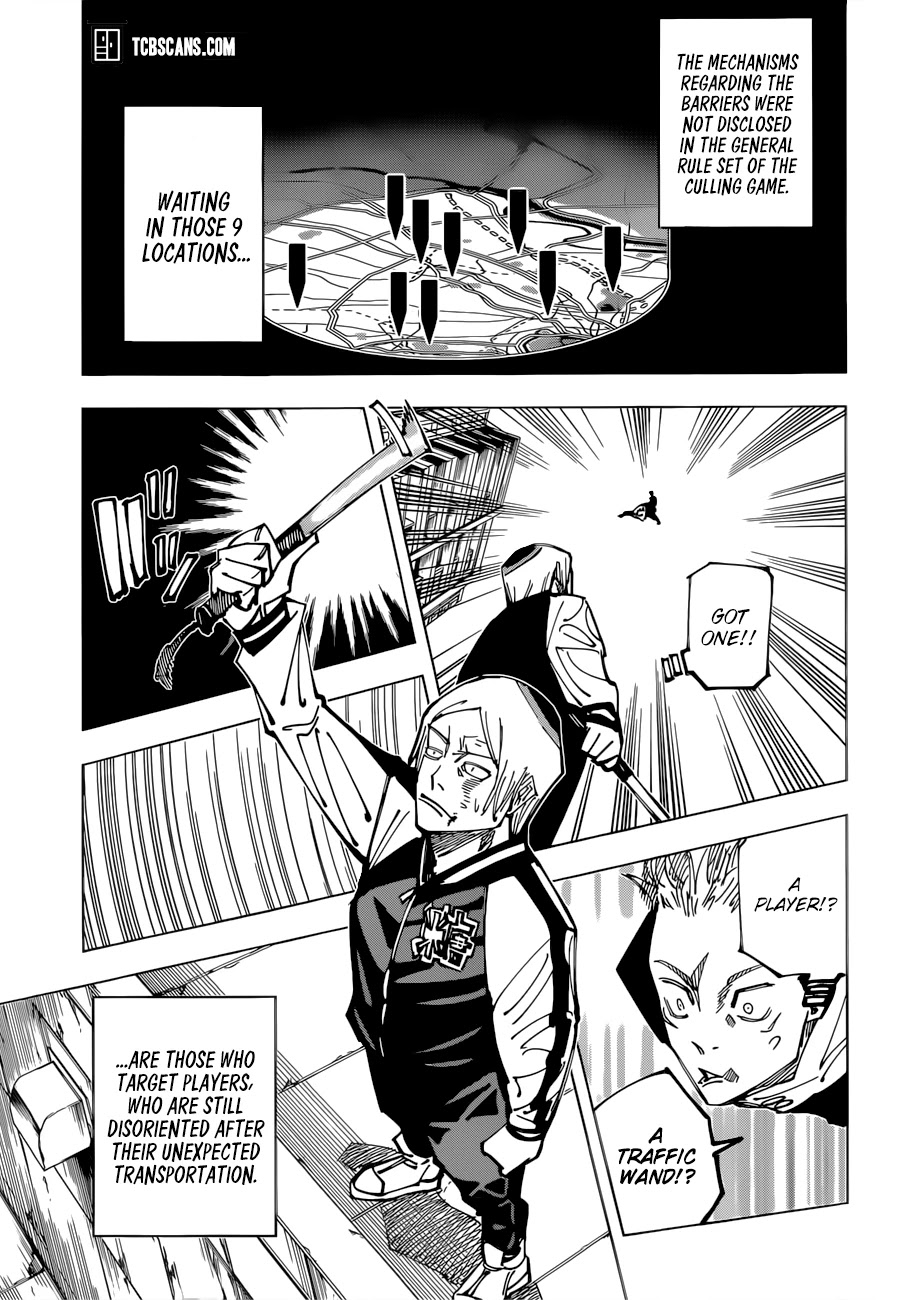 TCBSCANS.COM
THE MECHANISMS
REGARDING THE
BARRIERS WERE
NOT DISCLOSED
IN THE GENERAL
RULE SET OF THE
CULLING GAME.
WAITING
IN THOSE 9
LOCATIONS...
GOT
ONE!!
A
PLAYER!?
A
TRAFFIC
WAND!?
...ARE THOSE WHO
TARGET PLAYERS,
WHO ARE STILL
DISORIENTED AFTER
THEIR UNEXPECTED
TRANSPORTATION.